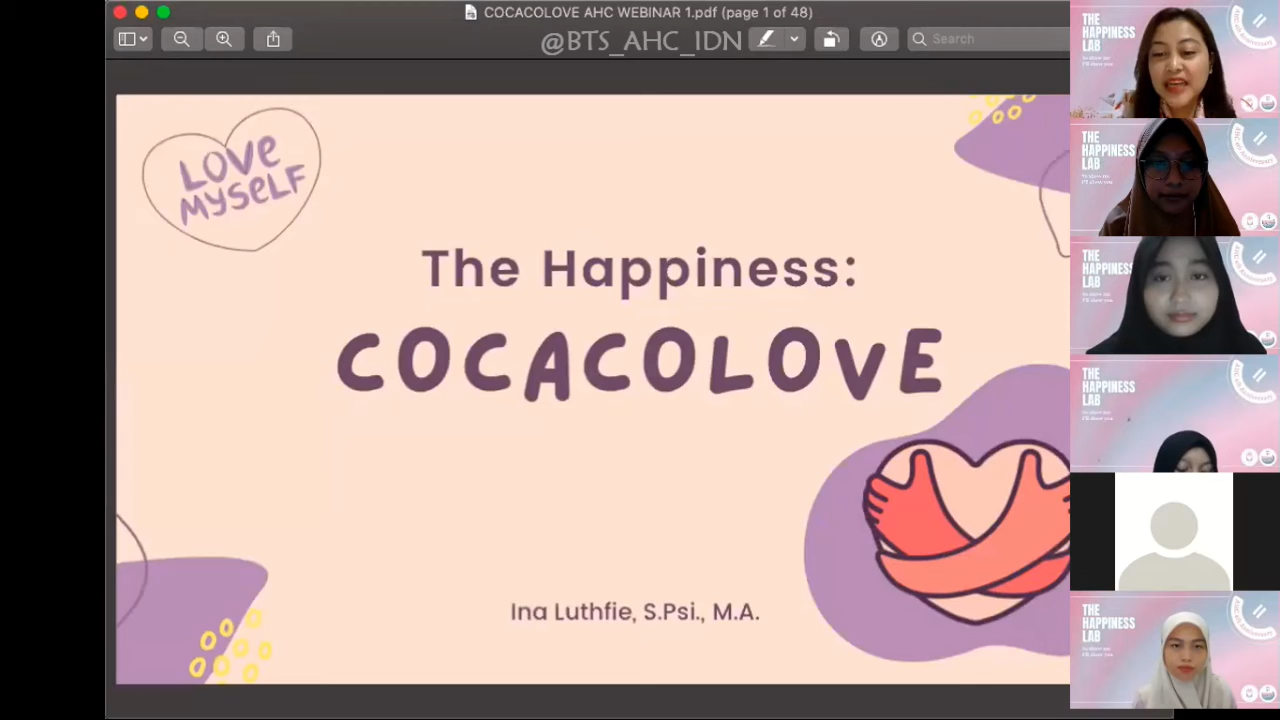 COCACOLOVE AHC WEBINAR 1.pdf (page 1 of 48)
@BTS_AHC_IDN
Search
LOVE
MYSELF
The Happiness:
COCACOLOVE
Ina Luthfie, S.Psi., M.A.
THE
HAPPINESS
LAB
THE
HAPPINESS
LAB
THE
HAPPINESS
LAB
THE
HAPPINESS
LAB
THE
HAPPINESS
LAB